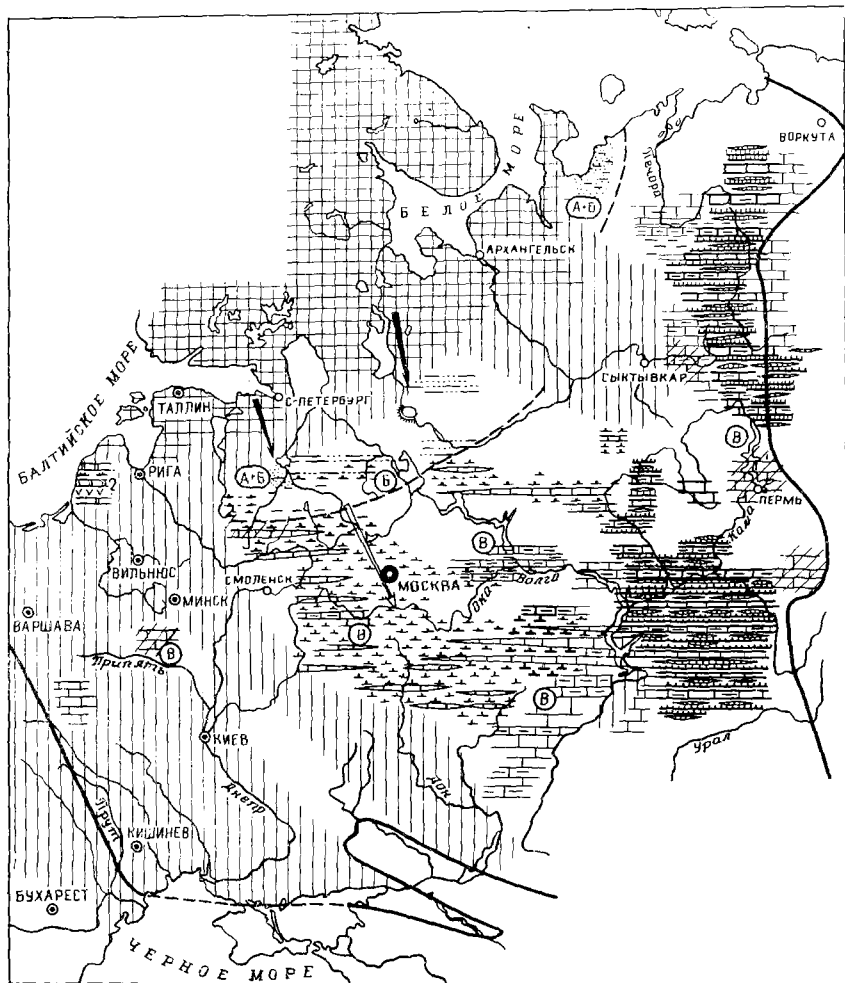 ВОРКУТА
Печора
БЕЛОЕ МОРЕ
А+Б
АРХАНГЕЛЬСК
СЫКТЫВКАР
БАЛТИЙСКОЕ МОРЕ
ТАЛЛИН
С-ПЕТЕРБУРГ
В
РИГА
?
А+Б
Б
ПЕРМЬ
Кама
В
ВИЛЬНЮС
СМОЛЕНСК
МОСКВА
Ока
Волга
МИНСК
ВАРШАВА
В
В
Припять
В
КИЕВ
Урал
Дон
Днепр
Прут
КИШИНЕВ
БУХАРЕСТ
ЧЕРНОЕ МОРЕ